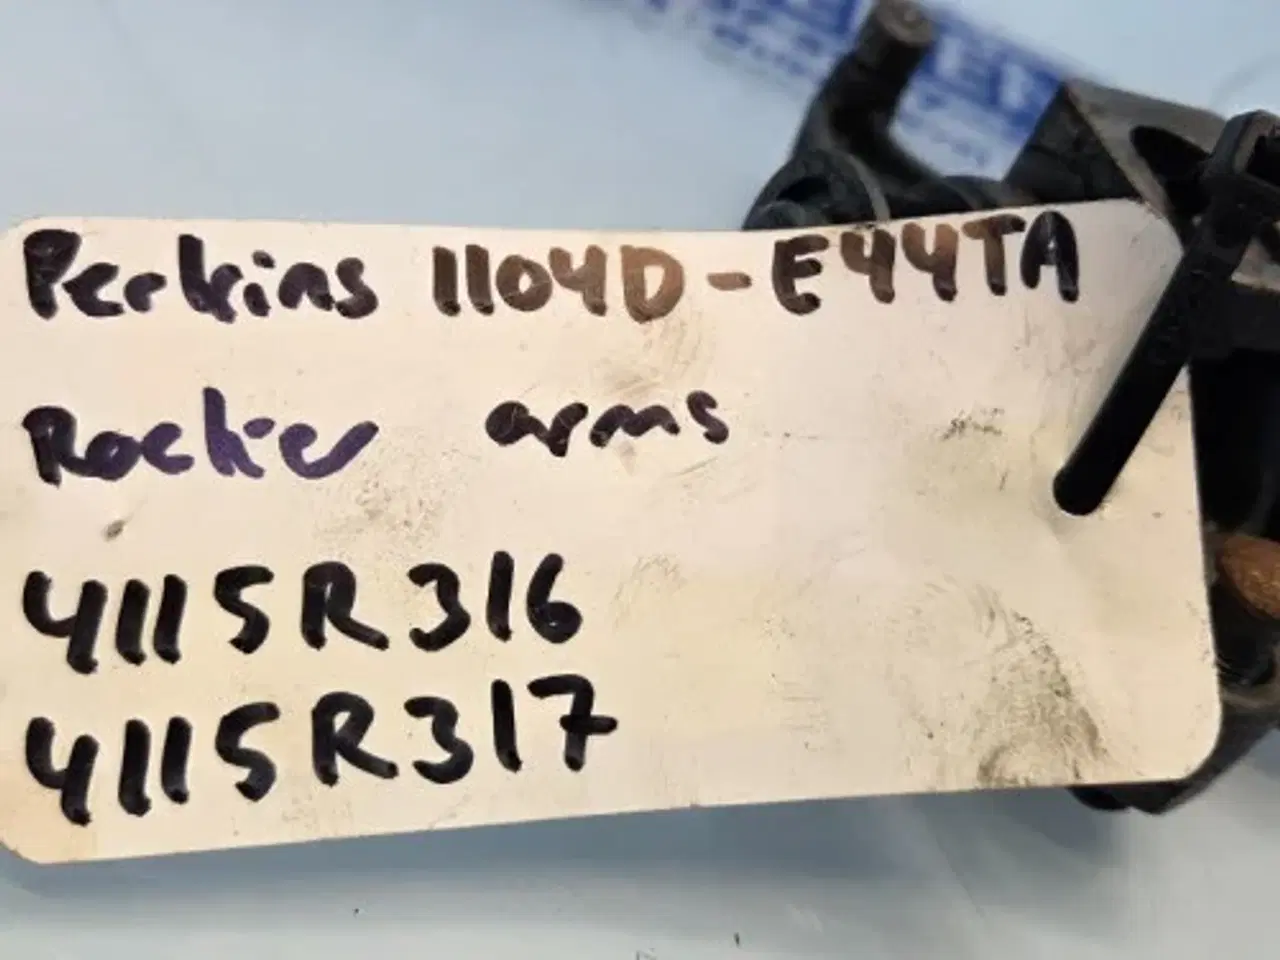 Perkins 1104D-E44TA
Rocker arms
4115R316
4115R317